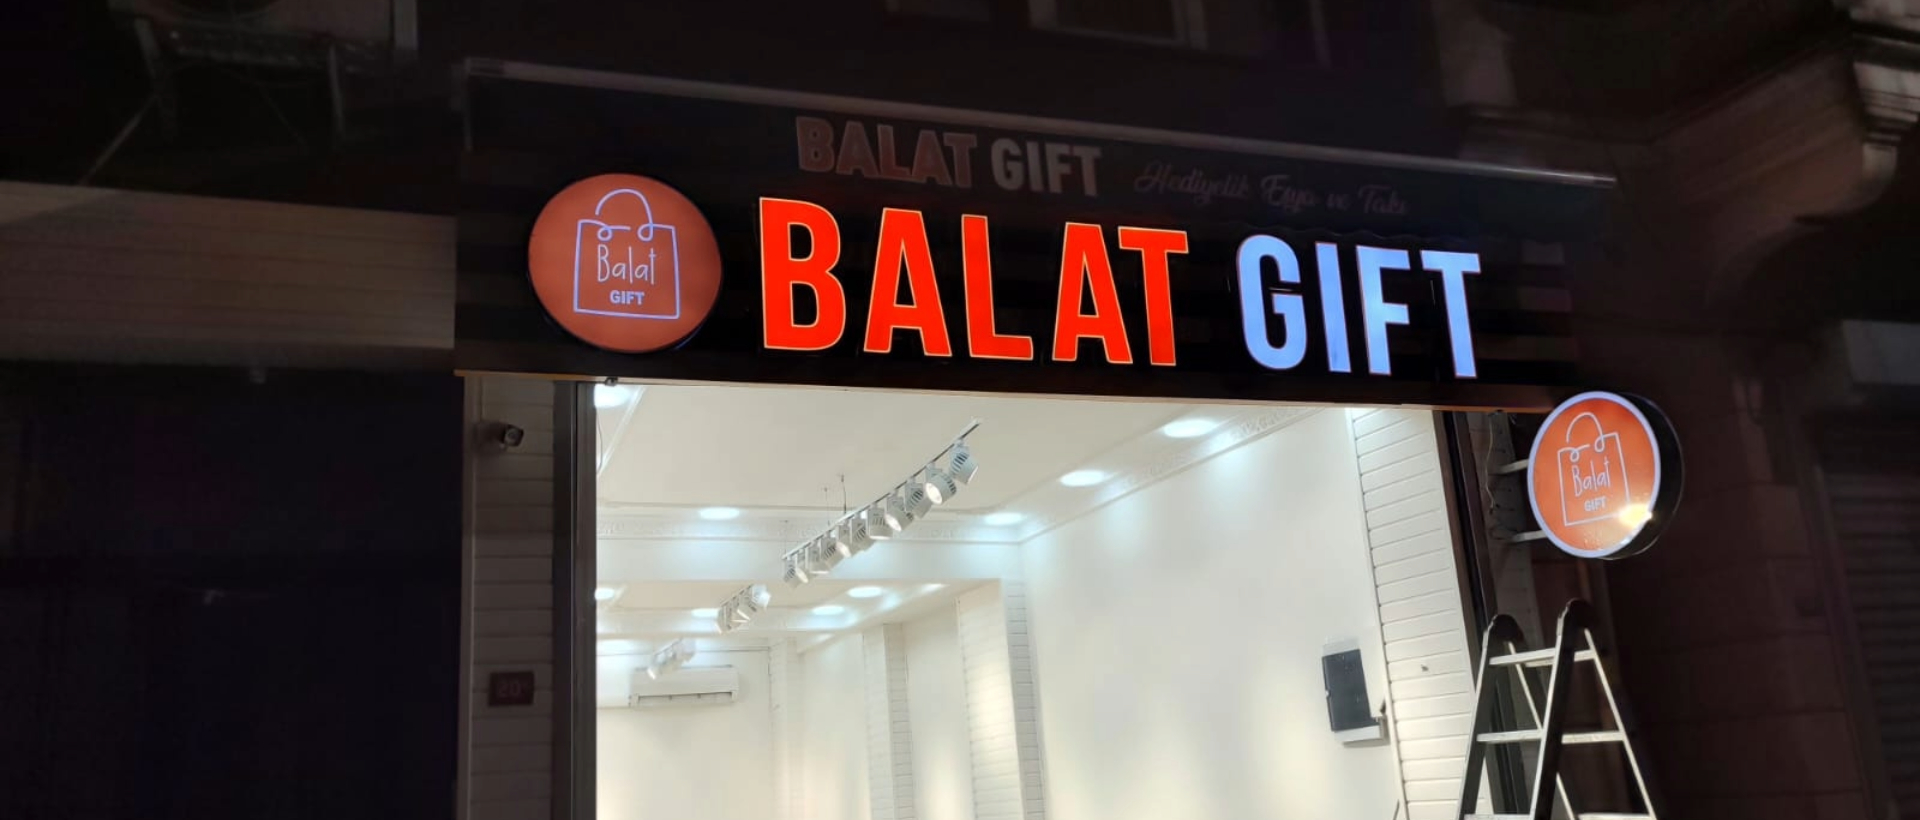 BALAT GIFT Hediyelik Eşya ve Takı
Balat
GIFT
BALAT GIFT
Balat
GIFT